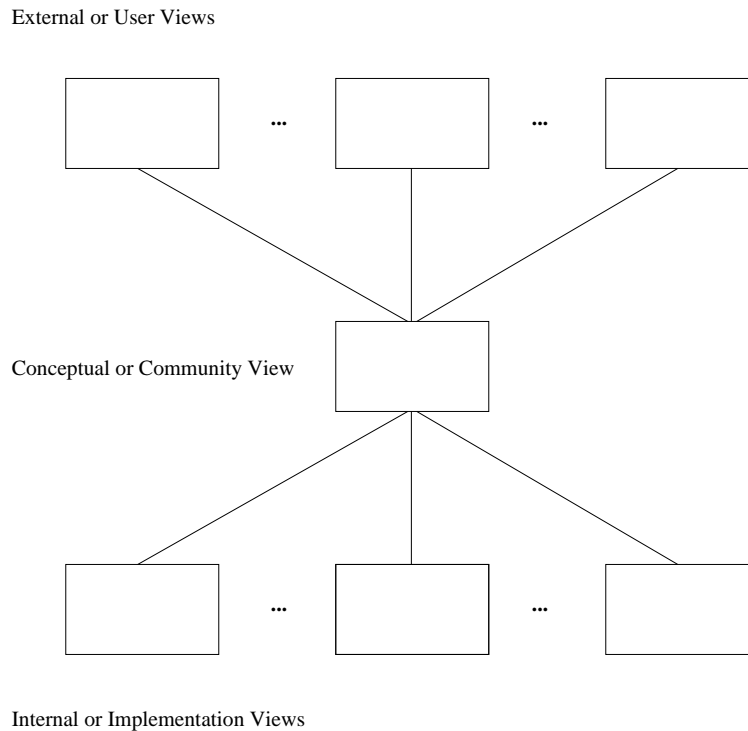 External or User Views
... ...
Conceptual or Community View
... ...
Internal or Implementation Views